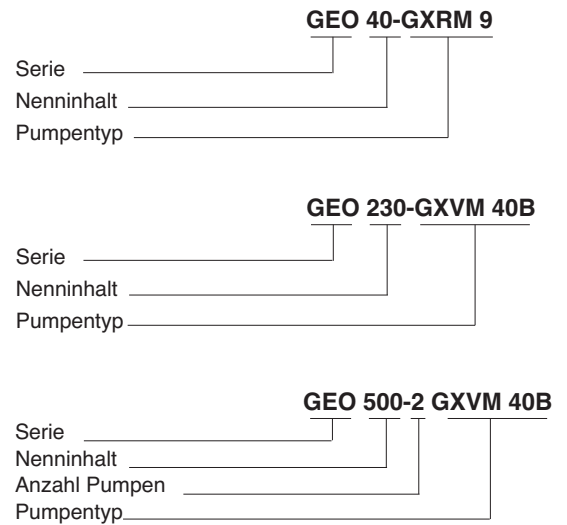 GEO 40-GXRM 9
Serie
Nenninhalt
Pumpentyp
GEO 230-GXVM 40B
Serie
Nenninhalt
Pumpentyp
GEO 500-2 GXVM 40B
Serie
Nenninhalt
Anzahl Pumpen
Pumpentyp